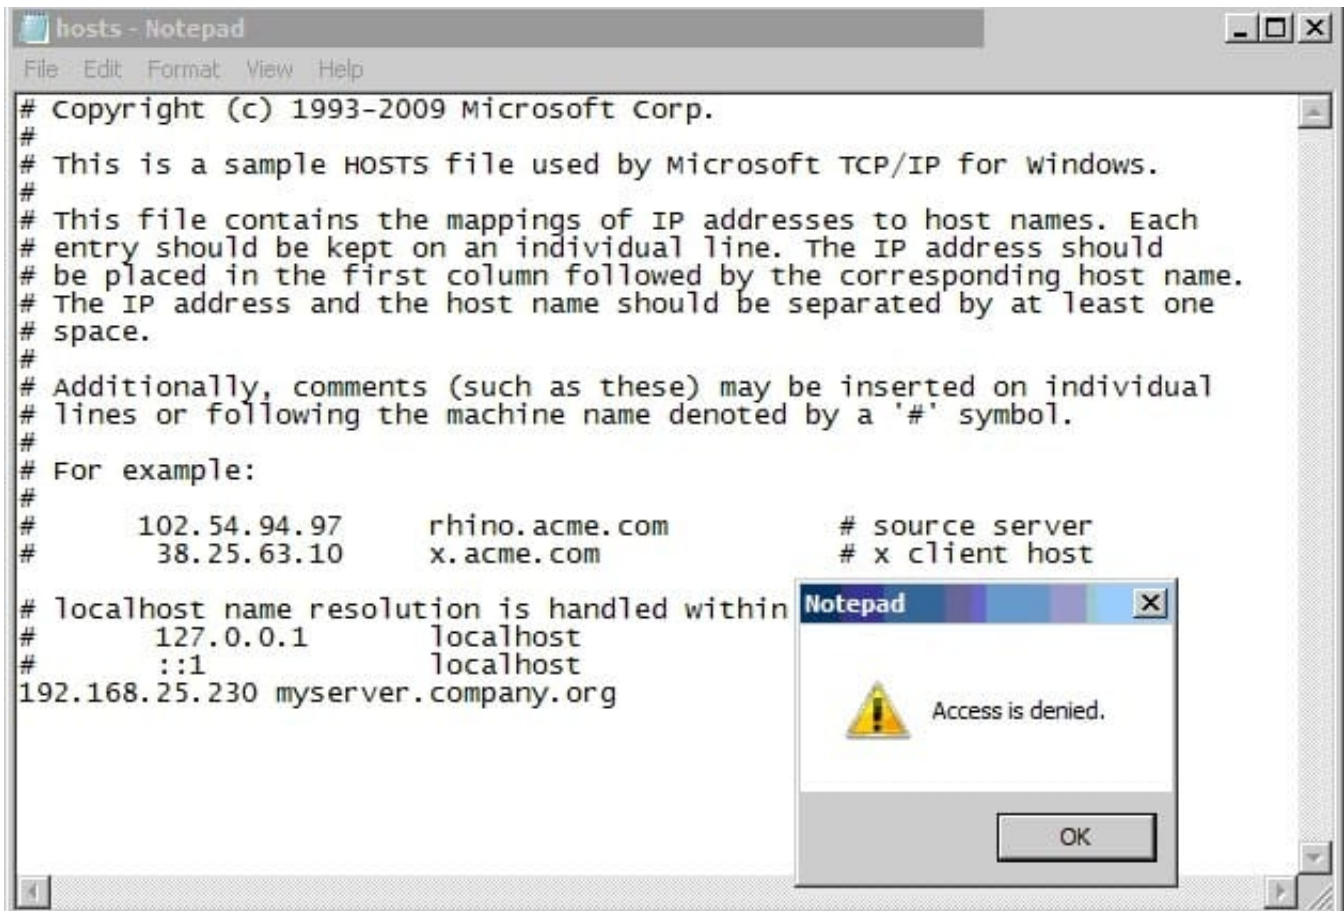 hosts - Notepad
File Edit Format View Help
# Copyright (c) 1993-2009 Microsoft Corp.
#
# This is a sample HOSTS file used by Microsoft TCP/IP for Windows.
#
# This file contains the mappings of IP addresses to host names. Each
# entry should be kept on an individual line. The IP address should
# be placed in the first column followed by the corresponding host name.
# The IP address and the host name should be separated by at least one
# space.
#
# Additionally, comments (such as these) may be inserted on individual
# lines or following the machine name denoted by a '#' symbol.
#
# For example:
#
#      102.54.94.97     rhino.acme.com          # source server
#       38.25.63.10     x.acme.com              # x client host

# localhost name resolution is handled within
#       127.0.0.1       localhost
#       ::1             localhost
192.168.25.230 myserver.company.org
Notepad
Access is denied.
OK